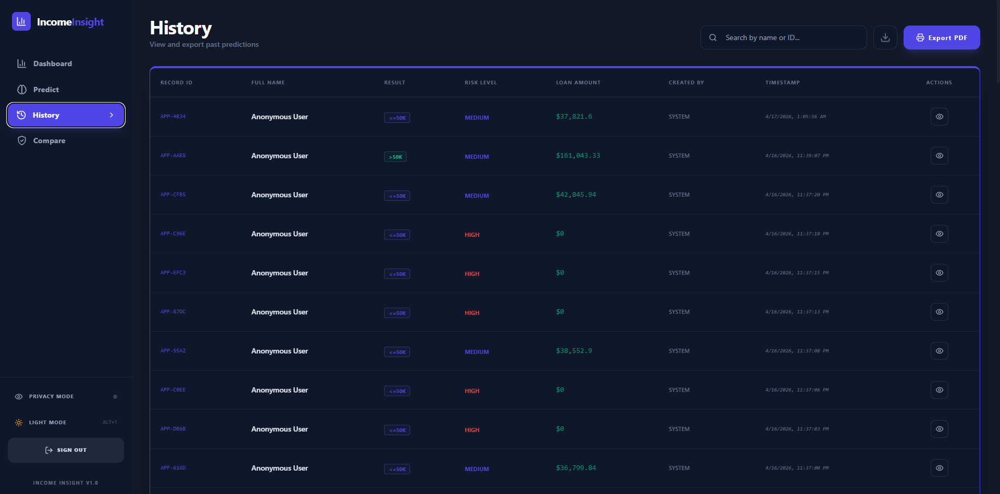 IncomeInsight
Dashboard
Predict
History
Compare
PRIVACY MODE
LIGHT MODE ALT+T
SIGN OUT
INCOME INSIGHT V1.0
History
View and export past predictions
Search by name or ID...
Export PDF
RECORD ID FULL NAME RESULT RISK LEVEL LOAN AMOUNT CREATED BY TIMESTAMP ACTIONS
APP-4B34 Anonymous User <=50K MEDIUM $37,821.6 SYSTEM 4/17/2026, 1:05:56 AM
APP-AAE8 Anonymous User >50K MEDIUM $161,043.33 SYSTEM 4/16/2026, 11:39:07 PM
APP-CFB5 Anonymous User <=50K MEDIUM $42,845.94 SYSTEM 4/16/2026, 11:37:20 PM
APP-C96E Anonymous User <=50K HIGH $0 SYSTEM 4/16/2026, 11:37:18 PM
APP-EFC3 Anonymous User <=50K HIGH $0 SYSTEM 4/16/2026, 11:37:15 PM
APP-87DC Anonymous User <=50K HIGH $0 SYSTEM 4/16/2026, 11:37:13 PM
APP-55A2 Anonymous User <=50K MEDIUM $38,552.9 SYSTEM 4/16/2026, 11:37:08 PM
APP-C0EE Anonymous User <=50K HIGH $0 SYSTEM 4/16/2026, 11:37:06 PM
APP-DB6B Anonymous User <=50K HIGH $0 SYSTEM 4/16/2026, 11:37:03 PM
APP-616D Anonymous User <=50K MEDIUM $36,799.84 SYSTEM 4/16/2026, 11:37:00 PM